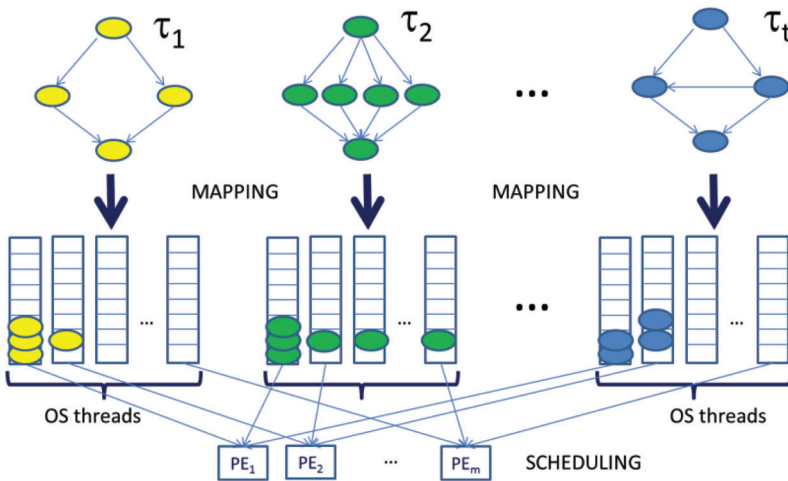 τ1 τ2 ... τt
MAPPING MAPPING
... ... ... ...
OS threads OS threads
PE1 PE2 ... PEm SCHEDULING